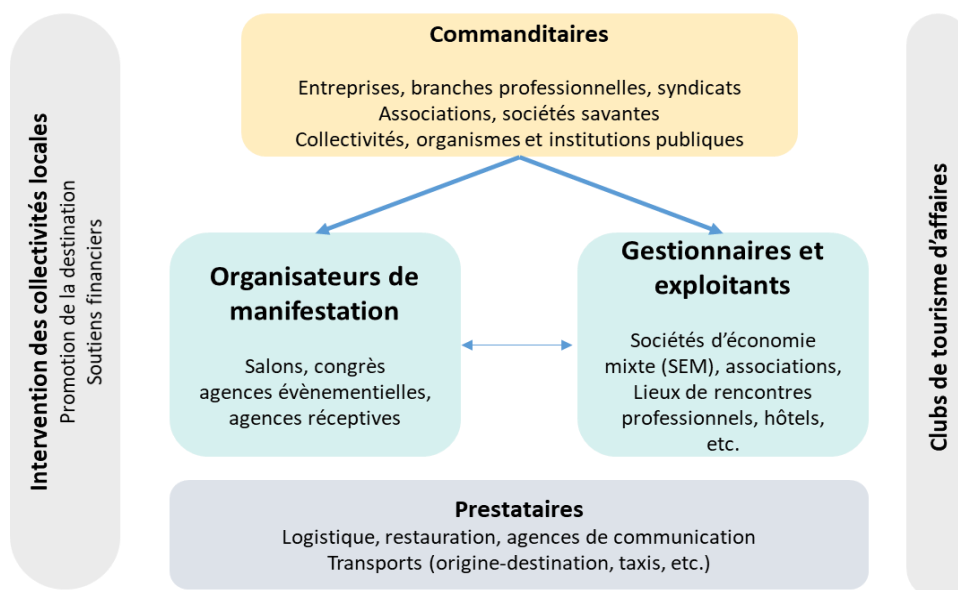 Intervention des collectivités locales
Promotion de la destination
Soutiens financiers
Commanditaires
Entreprises, branches professionnelles, syndicats
Associations, sociétés savantes
Collectivités, organismes et institutions publiques
Organisateurs de
manifestation
Salons, congrès
agences évènementielles,
agences réceptives
Gestionnaires et
exploitants
Sociétés d’économie
mixte (SEM), associations,
Lieux de rencontres
professionnels, hôtels,
etc.
Prestataires
Logistique, restauration, agences de communication
Transports (origine-destination, taxis, etc.)
Clubs de tourisme d’affaires